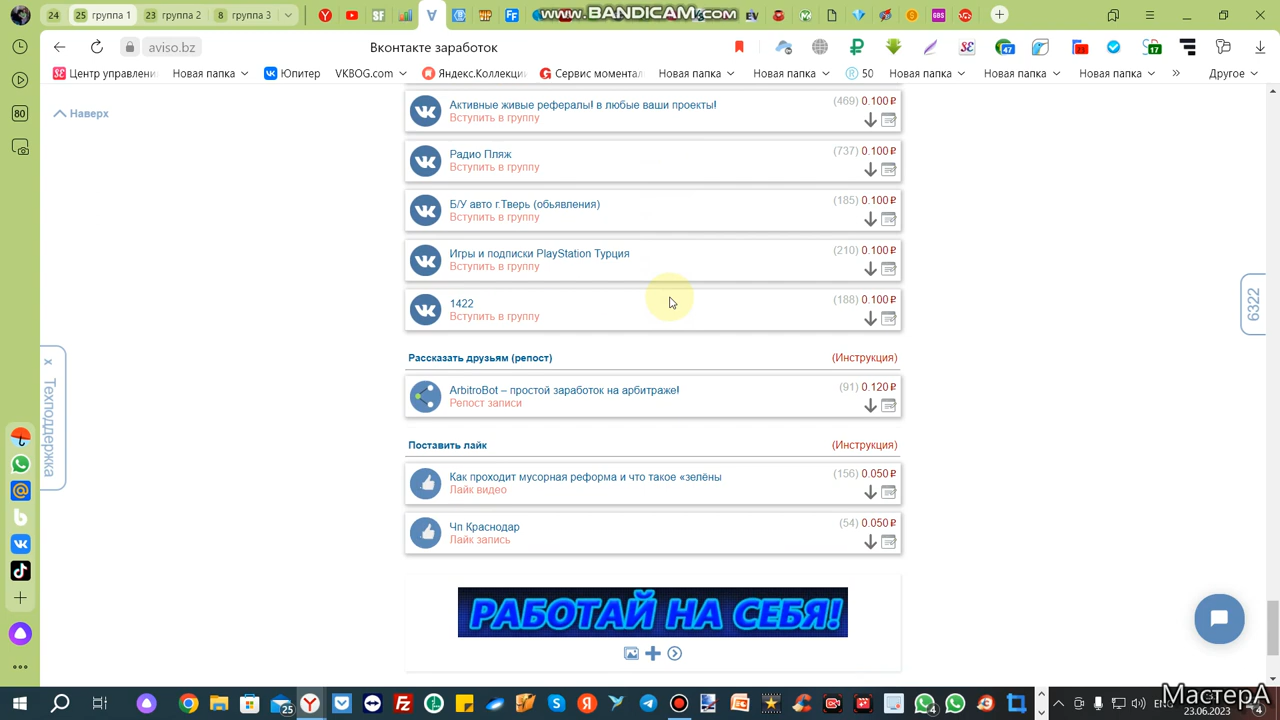 24 группа 1
23 группа 2
8 группа 3
www.BANDICAM.com
aviso.bz
Вконтакте заработок
Центр управлени
Новая папка
Юпитер
VKBOG.com
Яндекс.Коллекци
Сервис моментал
Новая папка
Новая папка
50
Новая папка
Новая папка
Новая папка
Другое
Наверх
Активные живые рефералы! в любые ваши проекты!
(469) 0.100₽
Вступить в группу
Радио Пляж
(737) 0.100₽
Вступить в группу
Б/У авто г.Тверь (обьявления)
(185) 0.100₽
Вступить в группу
Игры и подписки PlayStation Турция
(210) 0.100₽
Вступить в группу
1422
(188) 0.100₽
Вступить в группу
6322
Техподдержка
Рассказать друзьям (репост)
(Инструкция)
ArbitroBot – простой заработок на арбитраже!
(91) 0.120₽
Репост записи
Поставить лайк
(Инструкция)
Как проходит мусорная реформа и что такое «зелёны
(156) 0.050₽
Лайк видео
Чп Краснодар
(54) 0.050₽
Лайк запись
РАБОТАЙ НА СЕБЯ!
МастерА
23.06.2023